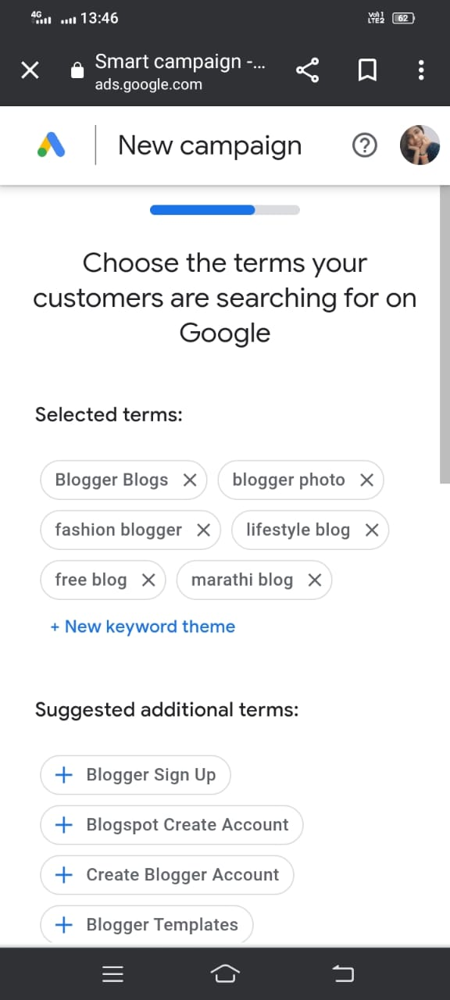 4G 13:46 Vo) 1 LTE2 62
Smart campaign -...
ads.google.com
New campaign
Choose the terms your
customers are searching for on
Google
Selected terms:
Blogger Blogs
blogger photo
fashion blogger
lifestyle blog
free blog
marathi blog
+ New keyword theme
Suggested additional terms:
+ Blogger Sign Up
+ Blogspot Create Account
+ Create Blogger Account
+ Blogger Templates